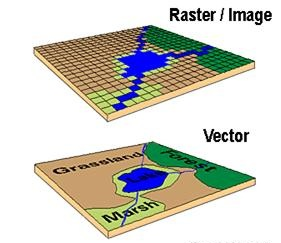 Raster / Image
Vector
Grassland
Forest
Lake
Marsh